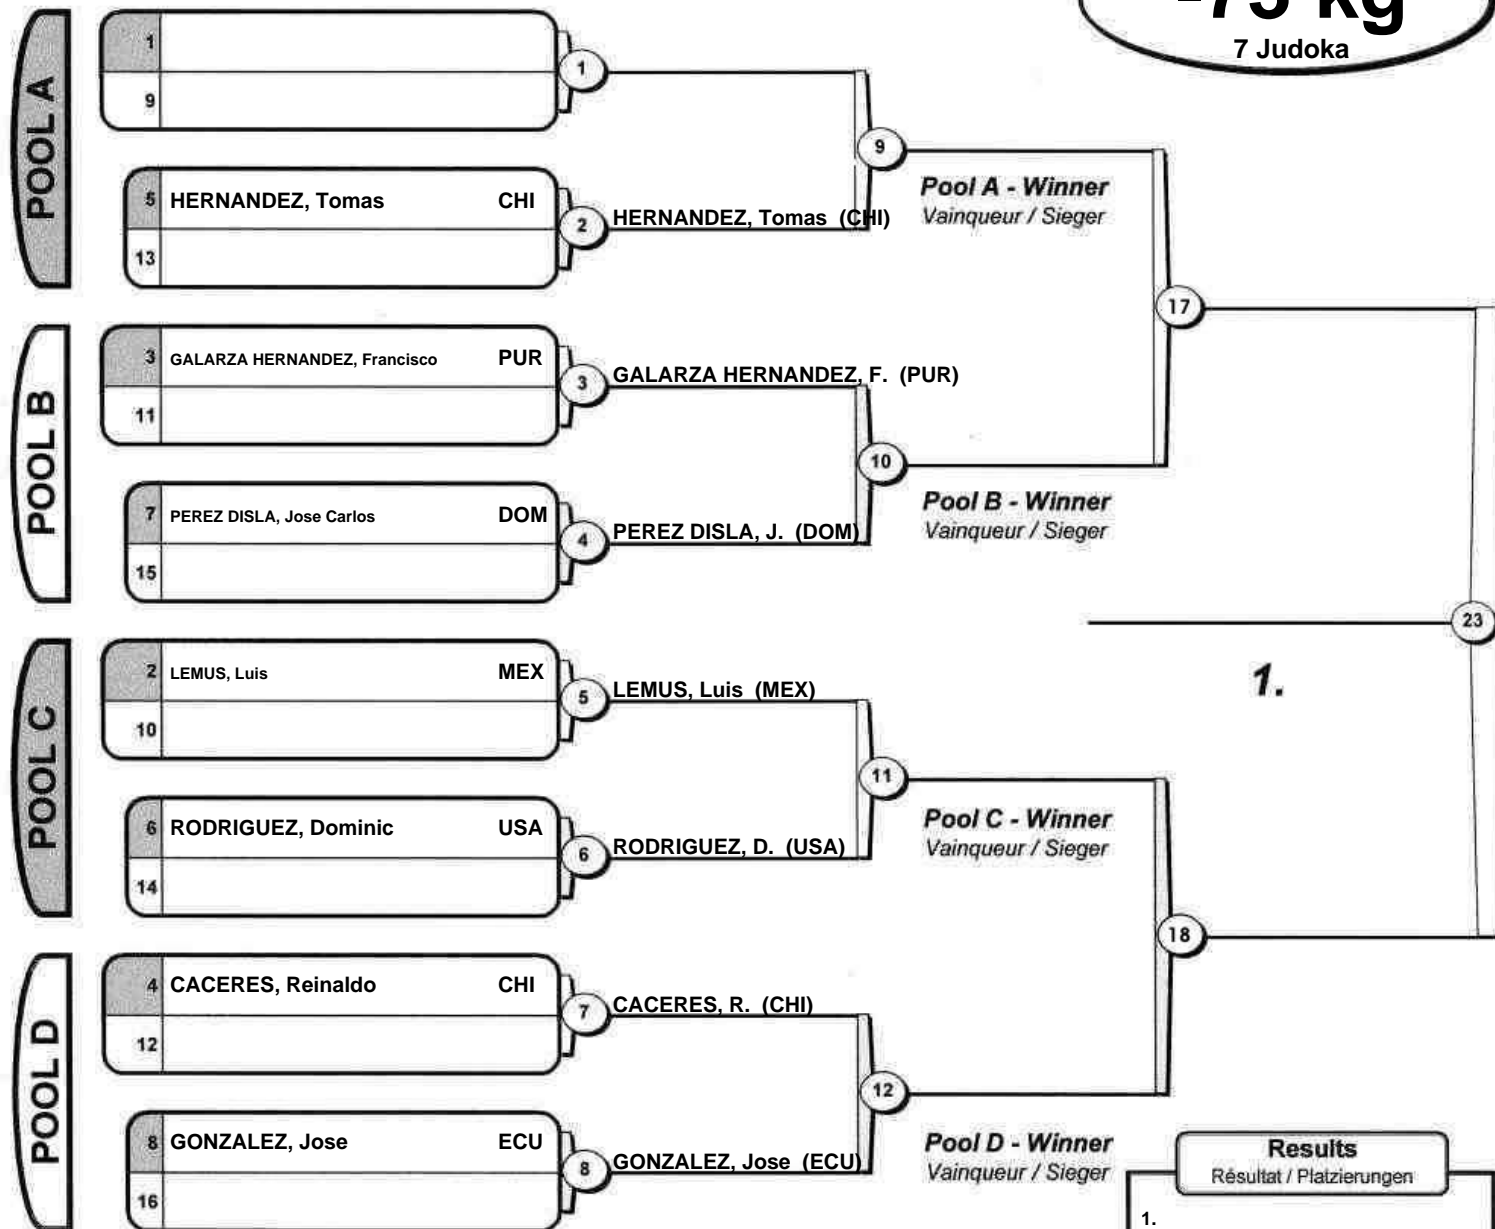 -73 kg
7 Judoka
POOL A
1
9
1
5 HERNANDEZ, Tomas CHI
13
2
HERNANDEZ, Tomas (CHI)
9
Pool A - Winner
Vainqueur / Sieger
17
POOL B
3 GALARZA HERNANDEZ, Francisco PUR
11
3
GALARZA HERNANDEZ, F. (PUR)
7 PEREZ DISLA, Jose Carlos DOM
15
4
PEREZ DISLA, J. (DOM)
10
Pool B - Winner
Vainqueur / Sieger
23
1.
POOL C
2 LEMUS, Luis MEX
10
5
LEMUS, Luis (MEX)
6 RODRIGUEZ, Dominic USA
14
6
RODRIGUEZ, D. (USA)
11
Pool C - Winner
Vainqueur / Sieger
18
POOL D
4 CACERES, Reinaldo CHI
12
7
CACERES, R. (CHI)
8 GONZALEZ, Jose ECU
16
8
GONZALEZ, Jose (ECU)
12
Pool D - Winner
Vainqueur / Sieger
Results
Résultat / Platzierungen
1.